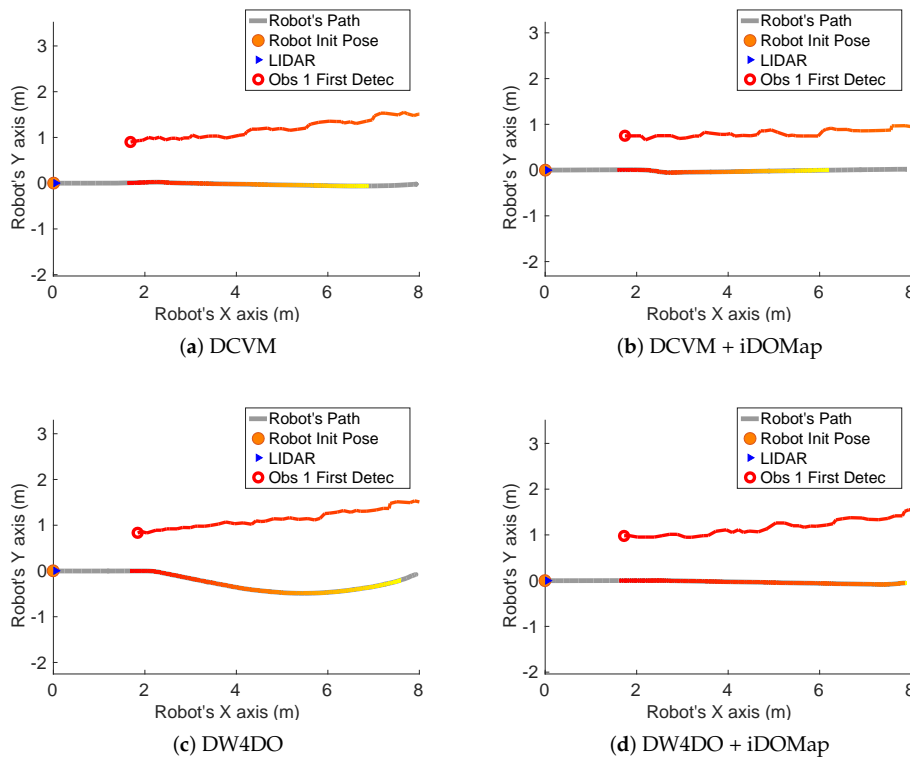 Robot's Path
Robot Init Pose
LIDAR
Obs 1 First Detec
Robot's Y axis (m)
3
2
1
0
-1
-2
0 2 4 6 8
Robot's X axis (m)
(a) DCVM
Robot's Path
Robot Init Pose
LIDAR
Obs 1 First Detec
Robot's Y axis (m)
3
2
1
0
-1
-2
0 2 4 6 8
Robot's X axis (m)
(b) DCVM + iDOMap
Robot's Path
Robot Init Pose
LIDAR
Obs 1 First Detec
Robot's Y axis (m)
3
2
1
0
-1
-2
0 2 4 6 8
Robot's X axis (m)
(c) DW4DO
Robot's Path
Robot Init Pose
LIDAR
Obs 1 First Detec
Robot's Y axis (m)
3
2
1
0
-1
-2
0 2 4 6 8
Robot's X axis (m)
(d) DW4DO + iDOMap